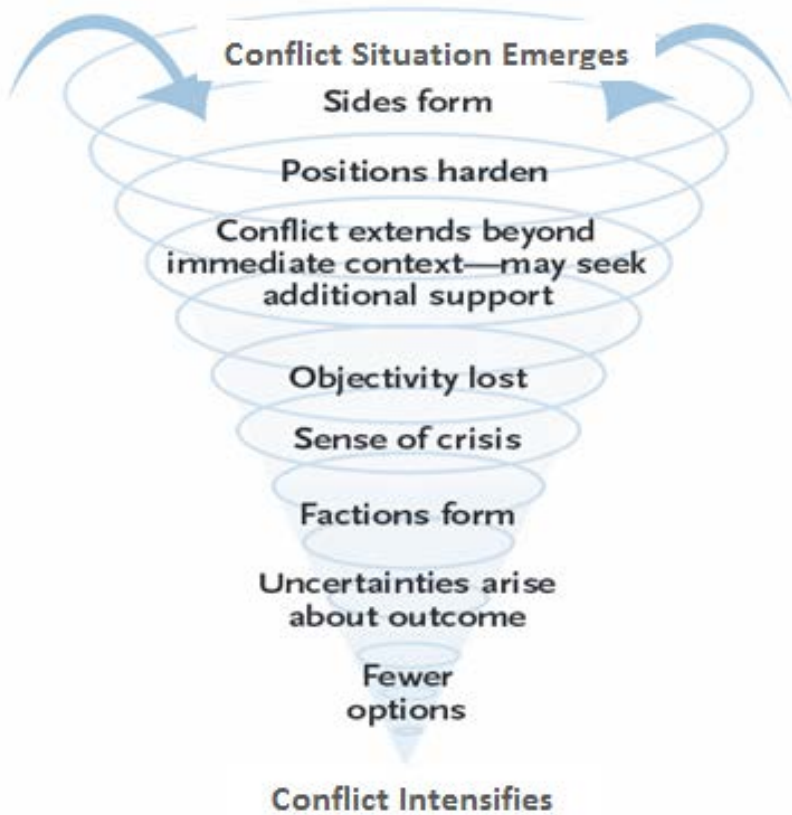 Conflict Situation Emerges
Sides form
Positions harden
Conflict extends beyond
immediate context—may seek
additional support
Objectivity lost
Sense of crisis
Factions form
Uncertainties arise
about outcome
Fewer
options
Conflict Intensifies